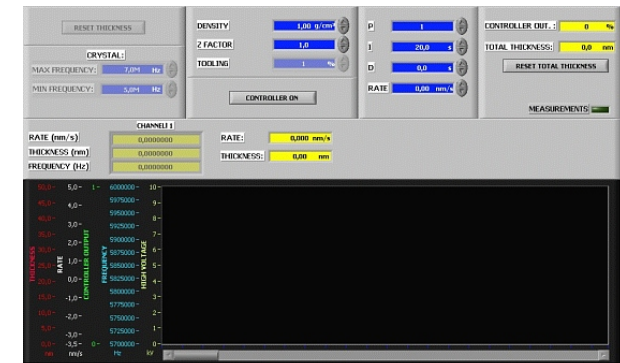 RESET THICKNESS
CRYSTAL:
MAX FREQUENCY: 7,0M Hz
MIN FREQUENCY: 5,0M Hz
DENSITY 1,00 g/cm³
Z FACTOR 1,0
TOOLING 1 %
CONTROLLER ON
P 1
I 20,0 s
D 0,0 s
RATE 0,00 nm/s
CONTROLLER OUT. : 0 %
TOTAL THICKNESS: 0,0 nm
RESET TOTAL THICKNESS
MEASUREMENTS
CHANNEL 1
RATE (nm/s) 0,0000000
THICKNESS (nm) 0,0000000
FREQUENCY (Hz) 0,0000000
RATE: 0,000 nm/s
THICKNESS: 0,00 nm
50,0 5,0 1 6000000 10
45,0 4,0 5975000 9
5950000 8
40,0 3,0 5925000
35,0 2,0 5900000 7
30,0 5875000 6
25,0 1,0 5850000 5
20,0 0,0 5825000 4
15,0 -1,0 5800000 3
5775000
10,0 -2,0 5750000 2
5,0 -3,0 5725000 1
0,0 -3,5 0 5700000 0
nm nm/s Hz kV
THICKNESS
RATE
CONTROLLER OUTPUT
FREQUENCY
HIGH VOLTAGE